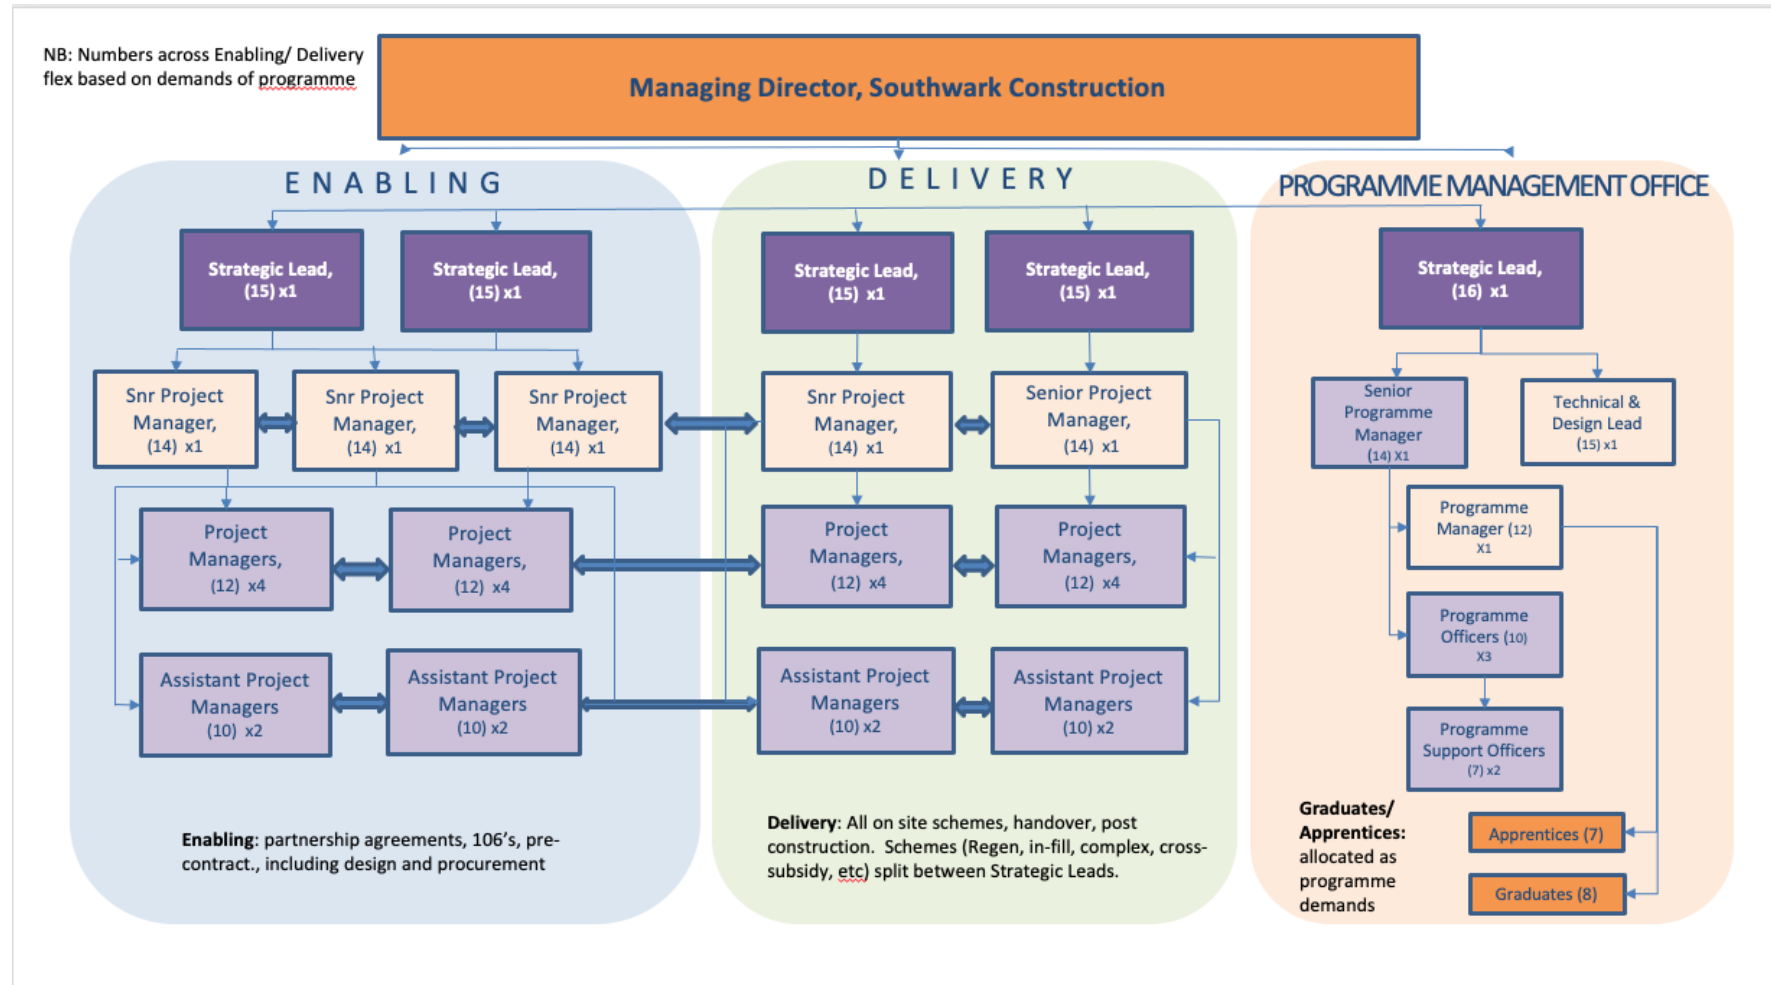 NB: Numbers across Enabling/ Delivery
flex based on demands of programme
Managing Director, Southwark Construction
ENABLING
DELIVERY
PROGRAMME MANAGEMENT OFFICE
Strategic Lead,
(15) x1
Strategic Lead,
(15) x1
Strategic Lead,
(15) x1
Strategic Lead,
(15) x1
Strategic Lead,
(16) x1
Snr Project
Manager,
(14) x1
Snr Project
Manager,
(14) x1
Snr Project
Manager,
(14) x1
Snr Project
Manager,
(14) x1
Senior Project
Manager,
(14) x1
Senior
Programme
Manager
(14) X1
Technical &
Design Lead
(15) x1
Project
Managers,
(12) x4
Project
Managers,
(12) x4
Project
Managers,
(12) x4
Project
Managers,
(12) x4
Programme
Manager (12)
X1
Programme
Officers (10)
X3
Assistant Project
Managers
(10) x2
Assistant Project
Managers
(10) x2
Assistant Project
Managers
(10) x2
Assistant Project
Managers
(10) x2
Programme
Support Officers
(7) x2
Enabling: partnership agreements, 106's, pre-
contract., including design and procurement
Delivery: All on site schemes, handover, post
construction. Schemes (Regen, in-fill, complex, cross-
subsidy, etc) split between Strategic Leads.
Graduates/
Apprentices:
allocated as
programme
demands
Apprentices (7)
Graduates (8)